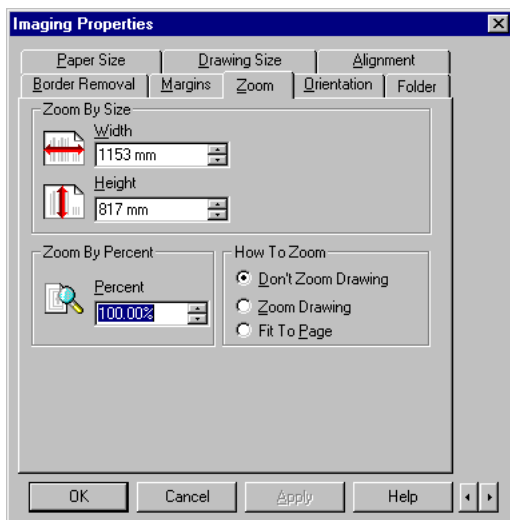 Imaging Properties
Paper Size Drawing Size Alignment
Border Removal Margins Zoom Orientation Folder
Zoom By Size
Width
1153 mm
Height
817 mm
Zoom By Percent
Percent
100.00%
How To Zoom
Don't Zoom Drawing
Zoom Drawing
Fit To Page
OK Cancel Apply Help